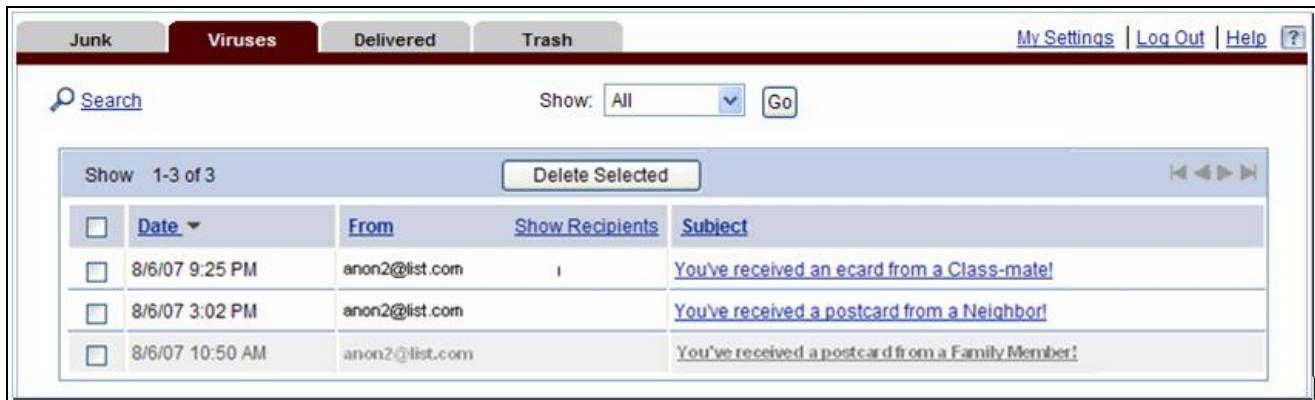 Junk Viruses Delivered Trash My Settings | Log Out | Help ?
Search Show: All Go
Show 1-3 of 3 Delete Selected
Date From Show Recipients Subject
8/6/07 9:25 PM anon2@list.com You've received an ecard from a Class-mate!
8/6/07 3:02 PM anon2@list.com You've received a postcard from a Neighbor!
8/6/07 10:50 AM anon2@list.com You've received a postcard from a Family Member!